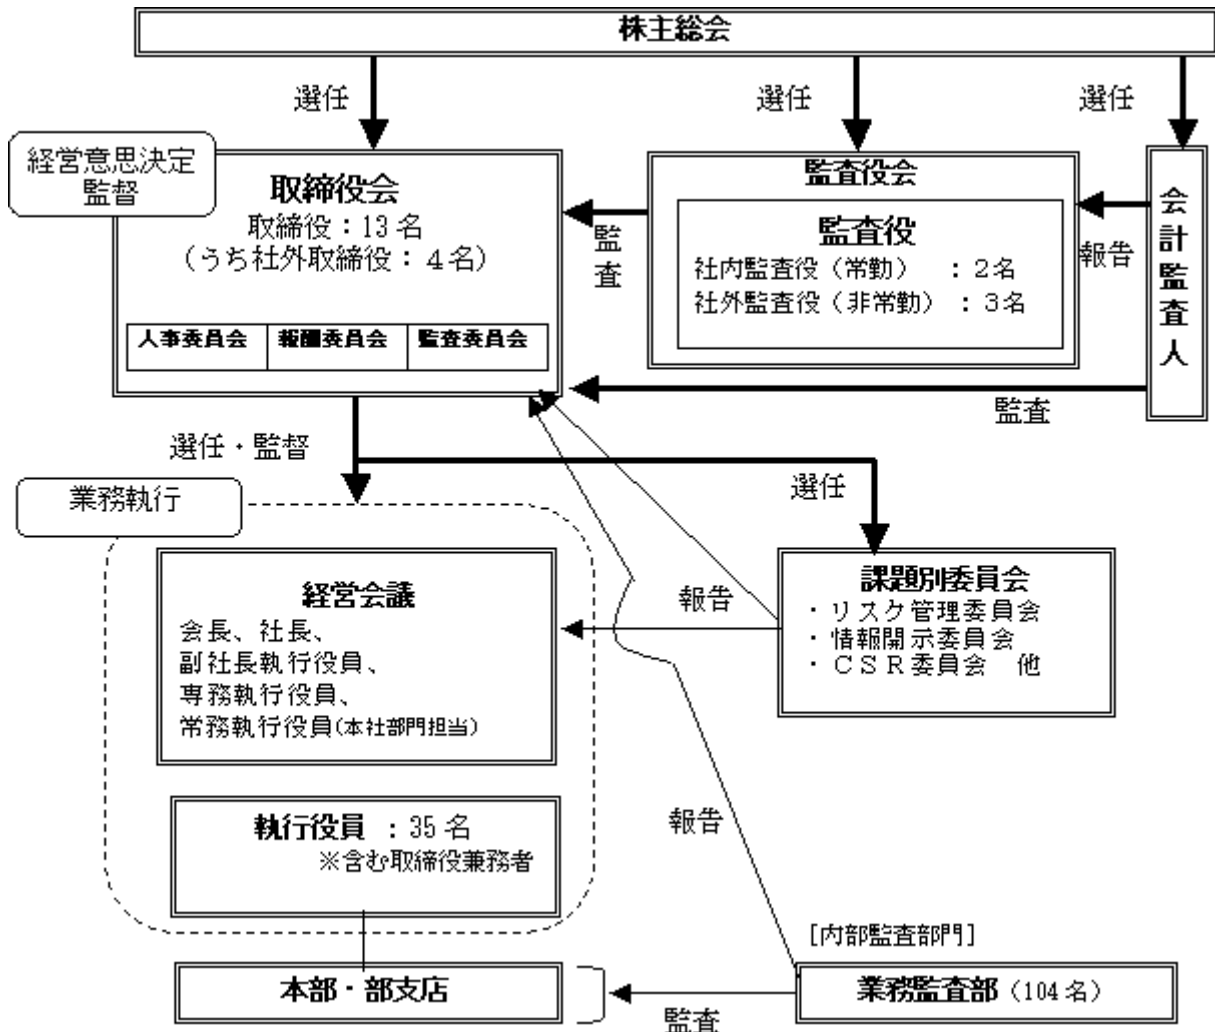 株主総会
選任
選任
選任
経営意思決定
監督
取締役会
取締役：13名
（うち社外取締役：４名）
人事委員会
報酬委員会
監査委員会
監査
監査役会
監査役
社内監査役（常勤）　：２名
社外監査役（非常勤）：３名
報告
会計監査人
監査
選任・監督
選任
業務執行
経営会議
会長、社長、
副社長執行役員、
専務執行役員、
常務執行役員(本社部門担当)
報告
課題別委員会
・リスク管理委員会
・情報開示委員会
・ＣＳＲ委員会　他
執行役員　：35名
※含む取締役兼務者
報告
[内部監査部門]
本部・部支店
監査
業務監査部（104名）